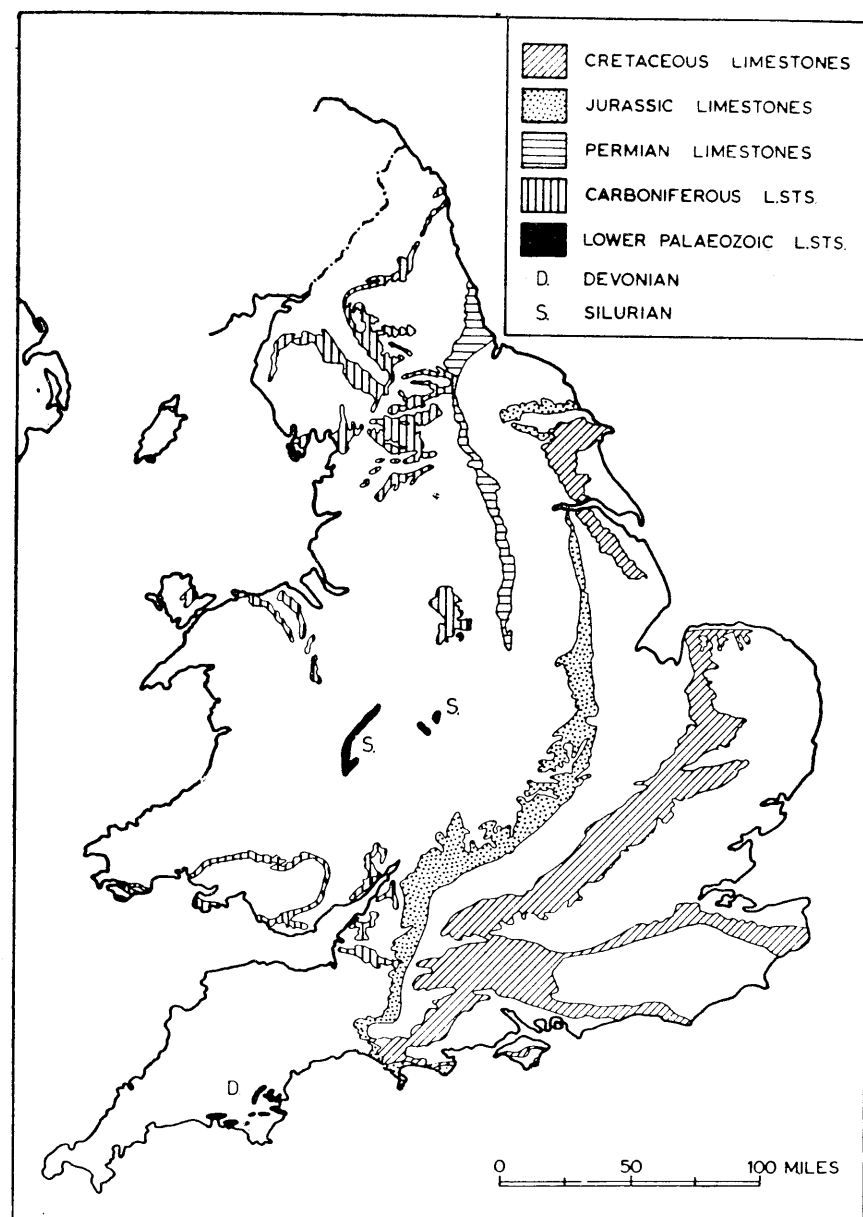 CRETACEOUS LIMESTONES
JURASSIC LIMESTONES
PERMIAN LIMESTONES
CARBONIFEROUS L.STS.
LOWER PALAEOZOIC L.STS.
D. DEVONIAN
S. SILURIAN
S.
S.
D.
0 50 100 MILES